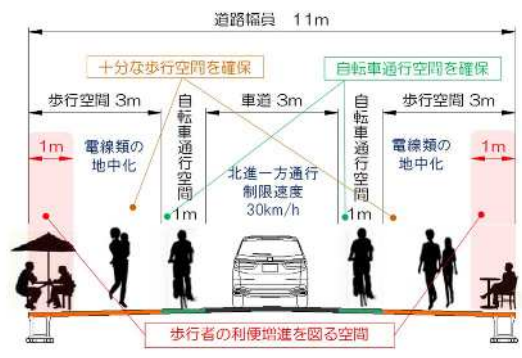 道路幅員 11m
十分な歩行空間を確保
自転車通行空間を確保
歩行空間 3m
自転車通行空間
車道 3m
自転車通行空間
歩行空間 3m
1m
電線類の
地中化
北進一方通行
制限速度
30km/h
電線類の
地中化
1m
1m
1m
歩行者の利便増進を図る空間